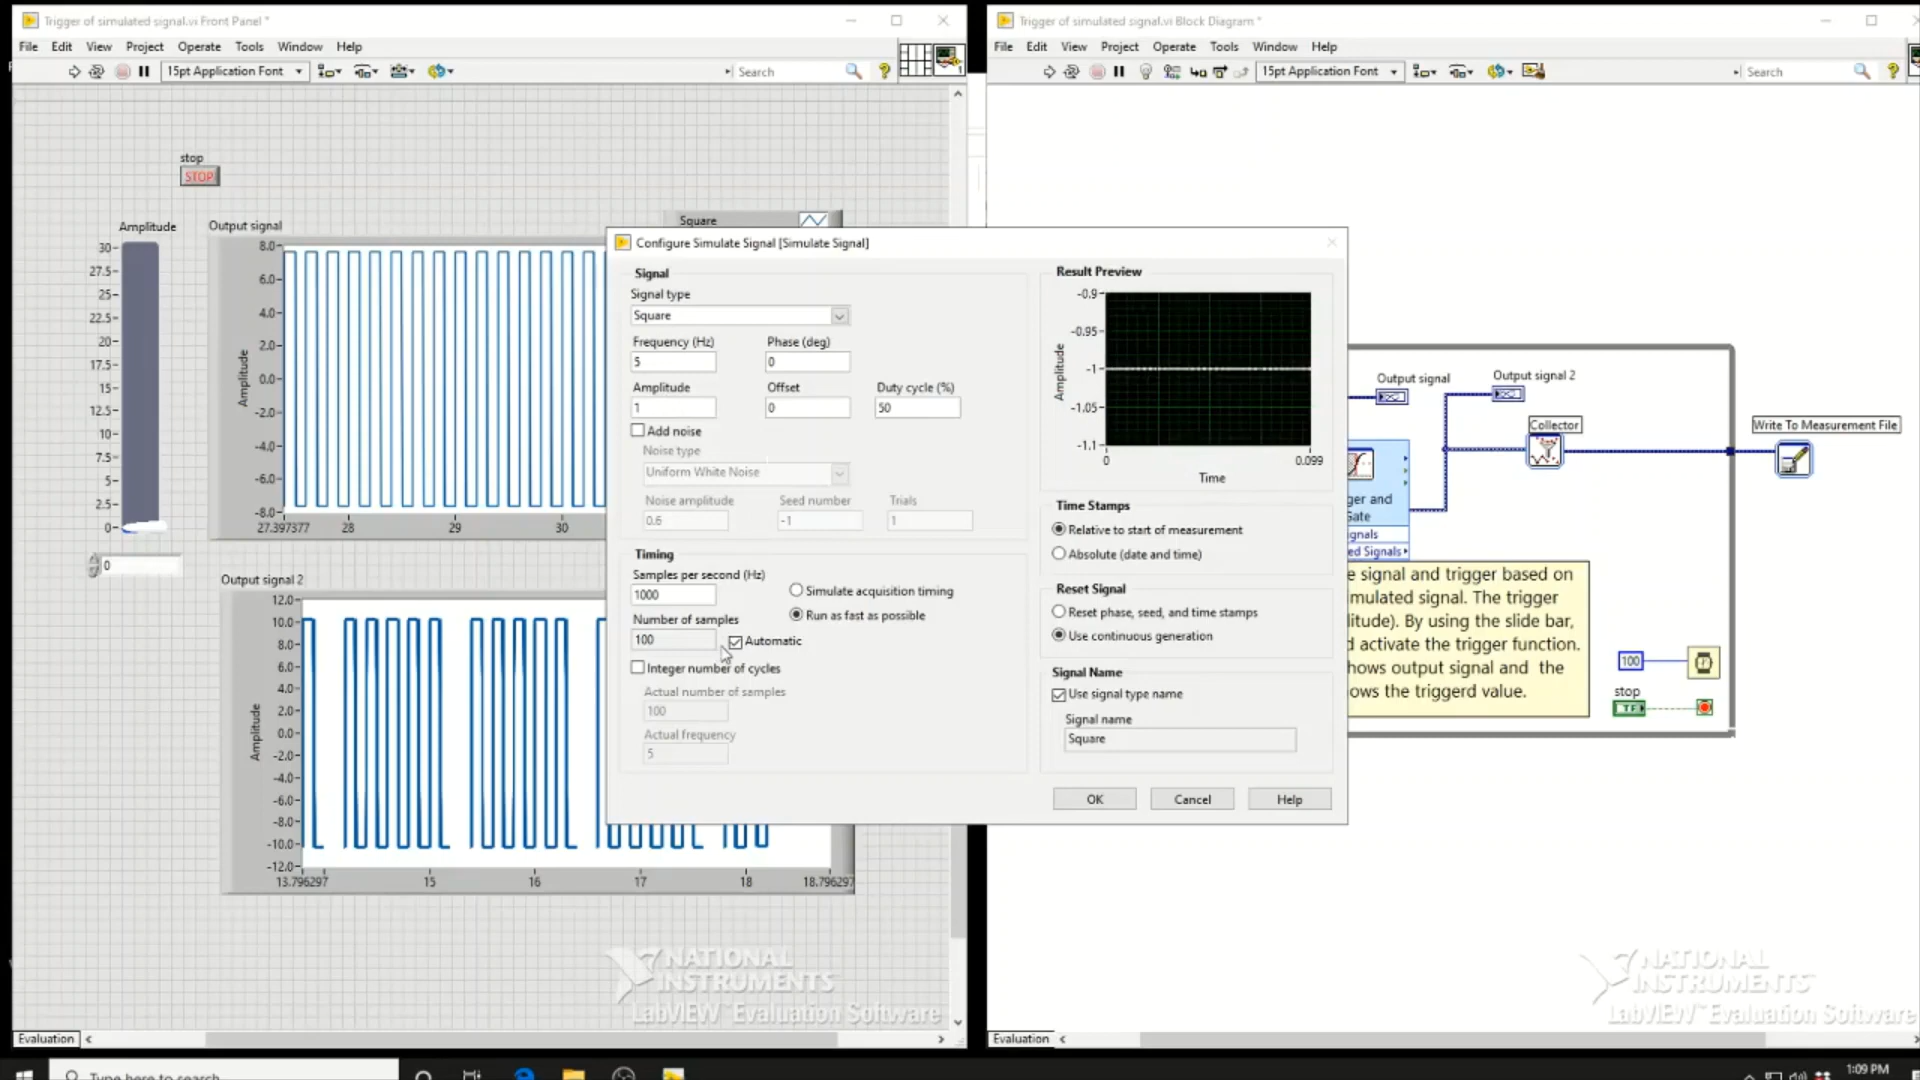 Trigger of simulated signal.vi Front Panel *
File Edit View Project Operate Tools Window Help
15pt Application Font
Search
stop
STOP
Amplitude
30
27.5
25
22.5
20
17.5
15
12.5
10
7.5
5
2.5
0
0
Output signal
Square
Amplitude
8.0
6.0
4.0
2.0
0.0
-2.0
-4.0
-6.0
-8.0
27.397377 28 29 30
Output signal 2
Amplitude
12.0
10.0
8.0
6.0
4.0
2.0
0.0
-2.0
-4.0
-6.0
-8.0
-10.0
-12.0
13.796297 15 16 17 18 18.796297
NATIONAL
INSTRUMENTS
LabVIEW™ Evaluation Software
Evaluation
Configure Simulate Signal [Simulate Signal]
Signal
Signal type
Square
Frequency (Hz) Phase (deg)
5 0
Amplitude Offset Duty cycle (%)
1 0 50
Add noise
Noise type
Uniform White Noise
Noise amplitude Seed number Trials
0.6 -1 1
Timing
Samples per second (Hz)
1000
Simulate acquisition timing
Run as fast as possible
Number of samples
100 Automatic
Integer number of cycles
Actual number of samples
100
Actual frequency
5
Result Preview
Amplitude
-0.9
-0.95
-1
-1.05
-1.1
0 0.099
Time
Time Stamps
Relative to start of measurement
Absolute (date and time)
Reset Signal
Reset phase, seed, and time stamps
Use continuous generation
Signal Name
Use signal type name
Signal name
Square
OK Cancel Help
Trigger of simulated signal.vi Block Diagram *
File Edit View Project Operate Tools Window Help
15pt Application Font
Search
Output signal
Output signal 2
Collector
Write To Measurement File
ger and
Gate
ignals
ed Signals
e signal and trigger based on
imulated signal. The trigger
litude). By using the slide bar,
d activate the trigger function.
hows output signal and the
ows the triggerd value.
100
stop
TF
NATIONAL
INSTRUMENTS
LabVIEW™ Evaluation Software
Evaluation
Type here to search
1:09 PM